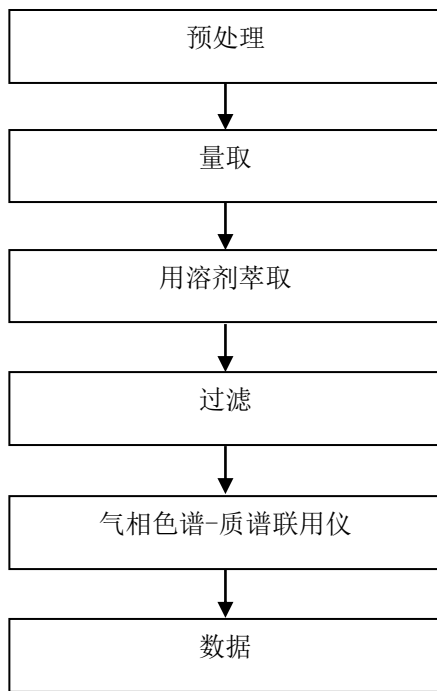 预处理
量取
用溶剂萃取
过滤
气相色谱-质谱联用仪
数据